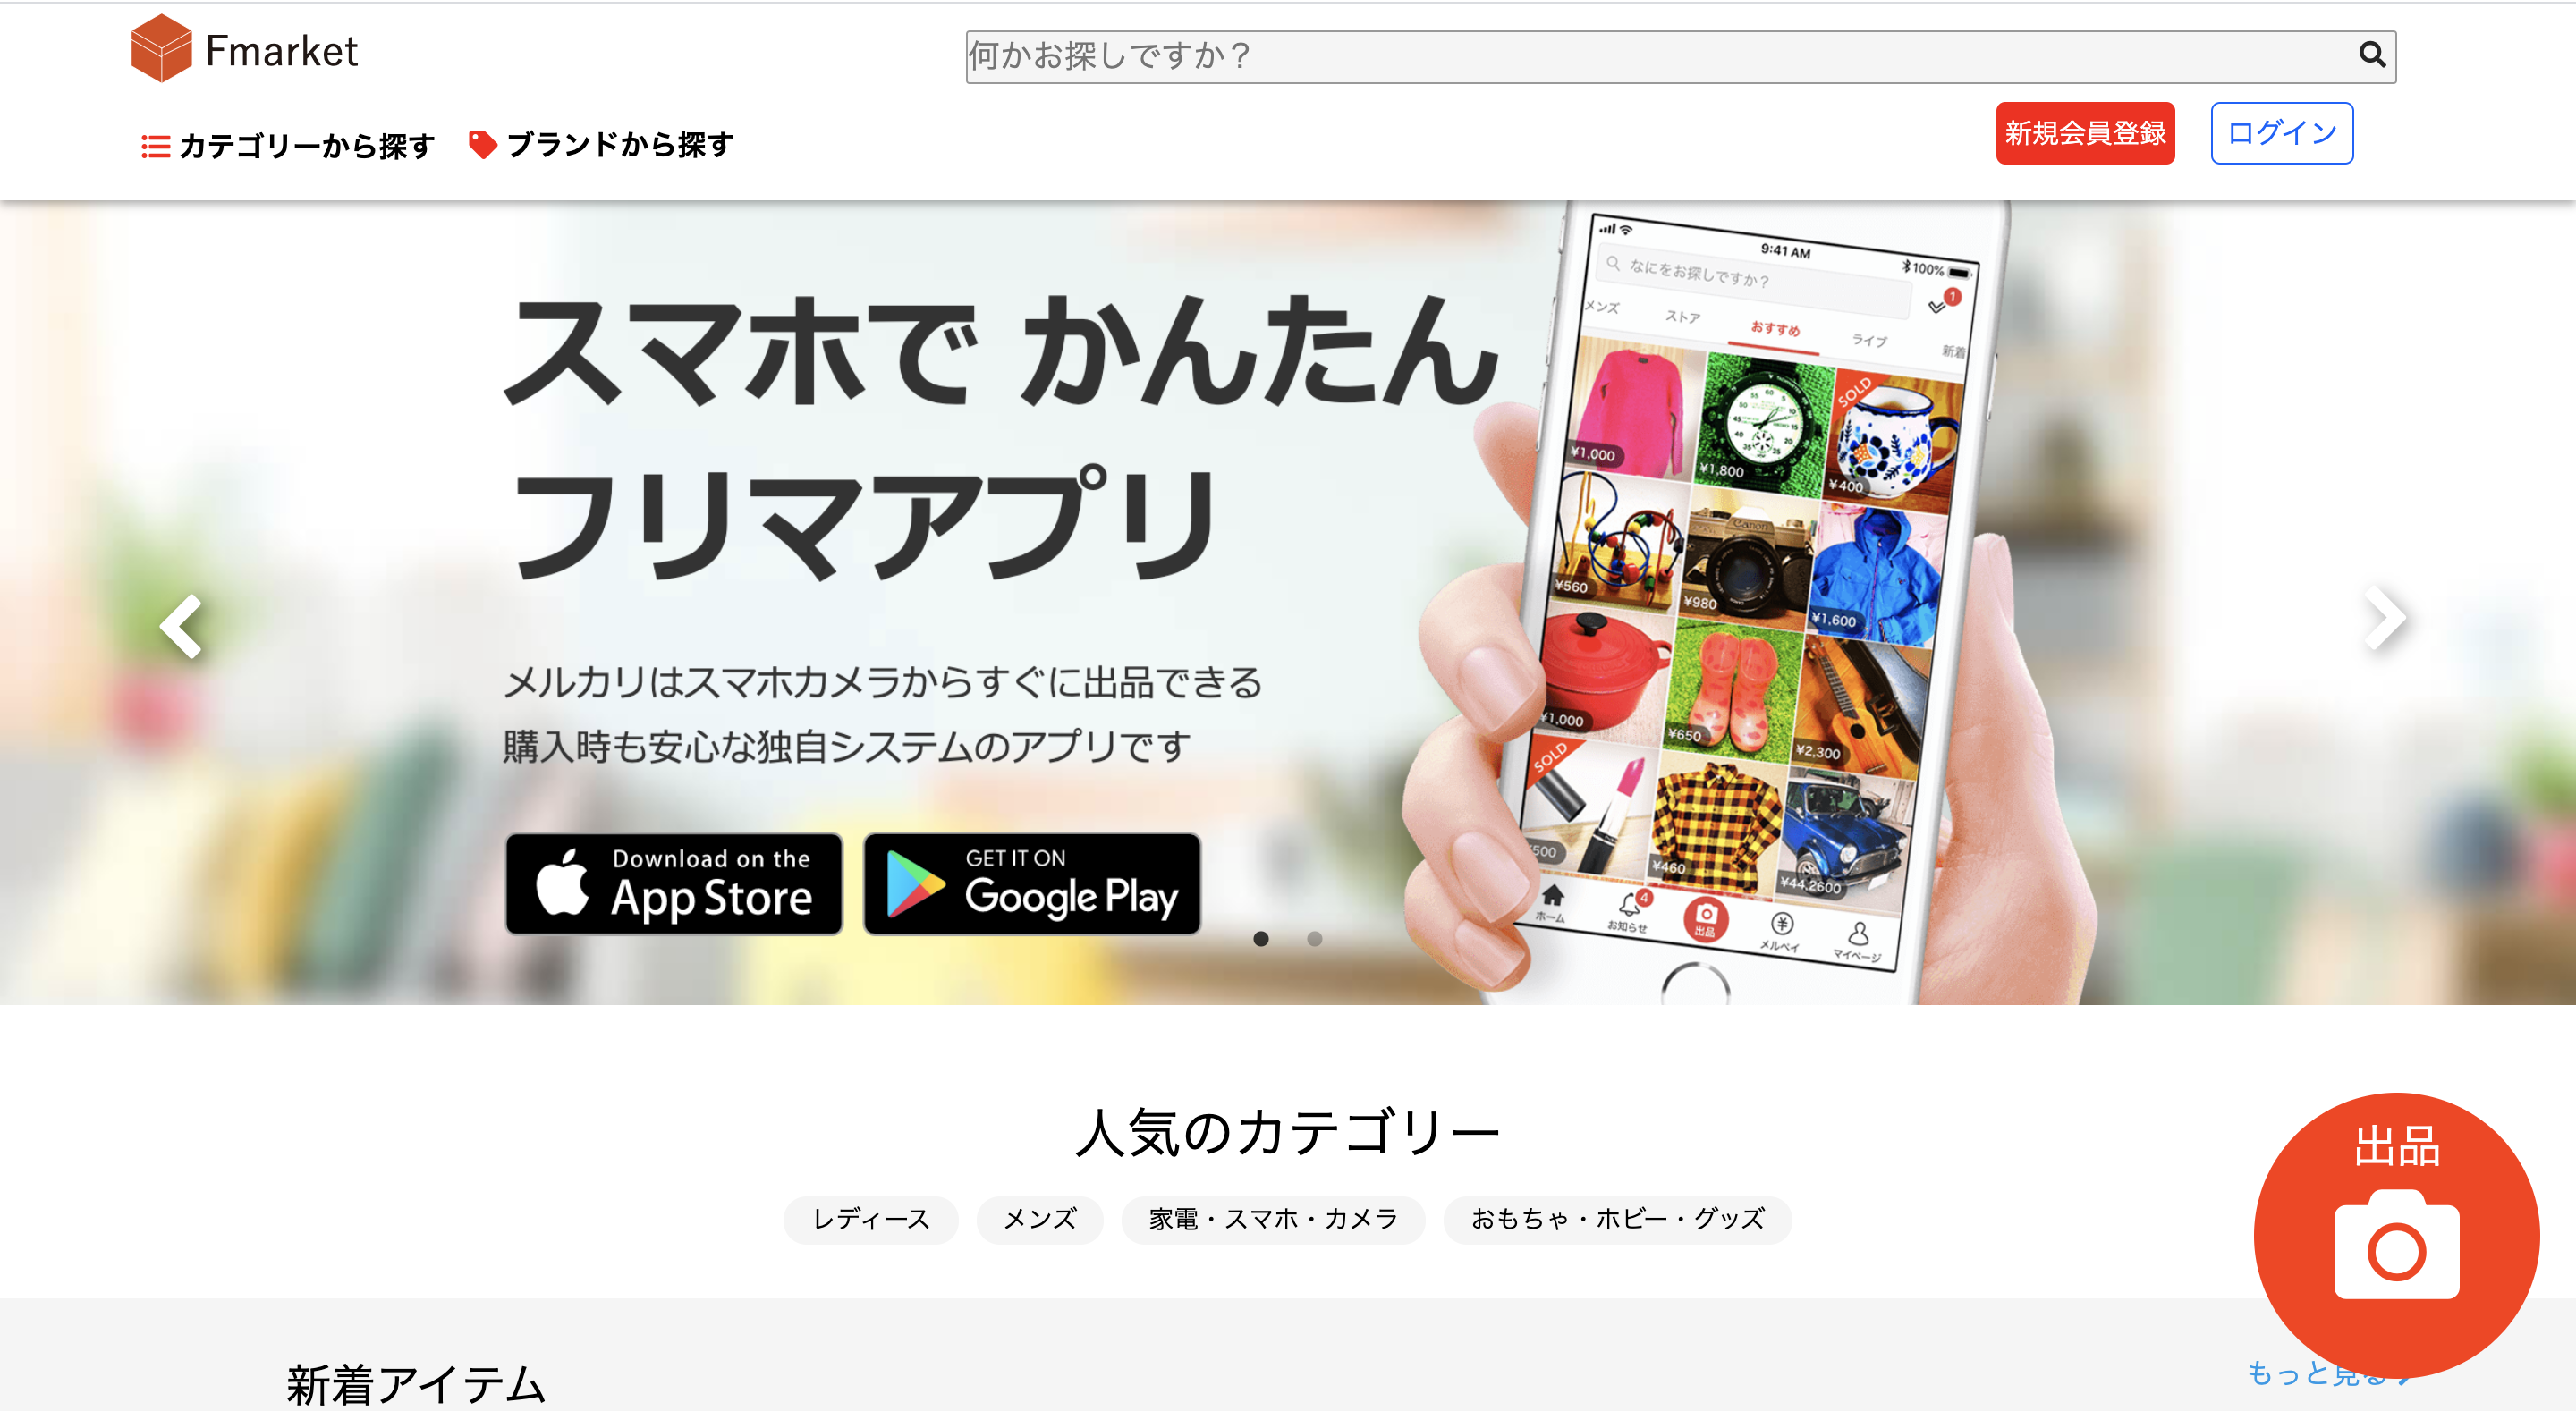 Fmarket
何かお探しですか？
カテゴリーから探す
ブランドから探す
新規会員登録
ログイン
スマホで かんたん
フリマアプリ
メルカリはスマホカメラからすぐに出品できる
購入時も安心な独自システムのアプリです
Download on the
App Store
GET IT ON
Google Play
9:41 AM
100%
なにをお探しですか？
1
メンズ
ストア
おすすめ
ライブ
新着
¥1,000
¥1,800
SOLD
¥400
¥560
Canon
¥980
¥1,600
¥1,000
¥650
¥2,300
SOLD
¥460
¥44,2600
ホーム
4
お知らせ
出品
メルペイ
マイページ
人気のカテゴリー
レディース
メンズ
家電・スマホ・カメラ
おもちゃ・ホビー・グッズ
出品
新着アイテム
もっと見る